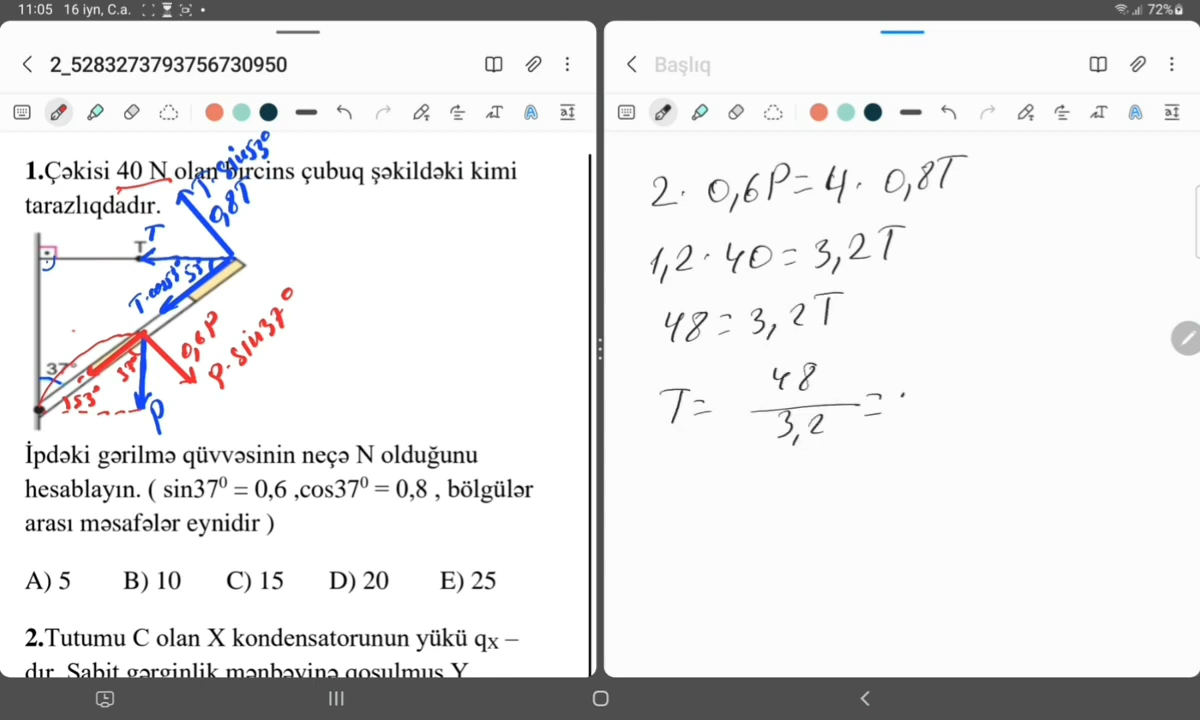 11:05 16 iyn, C.a. 72%
2_5283273793756730950
Başlıq
1.Çəkisi 40 N olan bircins çubuq şəkildəki kimi
tarazlıqdadır.
T·sin53°
0,8T
T
T
T·cos53°
53°
37°
37°
53°
P
0,6P
P·sin37°
İpdəki gərilmə qüvvəsinin neçə N olduğunu
hesablayın. ( sin37⁰ = 0,6 ,cos37⁰ = 0,8 , bölgülər
arası məsafələr eynidir )
A) 5 B) 10 C) 15 D) 20 E) 25
2.Tutumu C olan X kondensatorunun yükü qx –
dır. Sabit gərginlik mənbəyinə qoşulmuş Y
2· 0,6P=4· 0,8T
1,2·40=3,2T
48=3,2T
T= 48/3,2 =